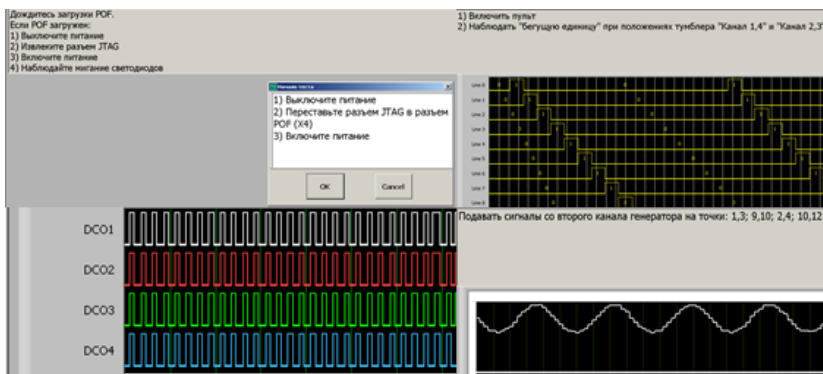 Дождитесь загрузки POF.
Если POF загружен:
1) Выключите питание
2) Извлеките разъем JTAG
3) Включите питание
4) Наблюдайте мигание светодиодов
1) Включить пульт
2) Наблюдать "бегущую единицу" при положениях тумблера "Канал 1,4" и "Канал 2,3"
Начало теста
1) Выключите питание
2) Переставьте разъем JTAG в разъем
POF (X4)
3) Включите питание
OK
Cancel
Line 0
Line 1
Line 2
Line 3
Line 4
Line 5
Line 6
Line 7
Line 8
DCO1
DCO2
DCO3
DCO4
Подавать сигналы со второго канала генератора на точки: 1,3; 9,10; 2,4; 10,12